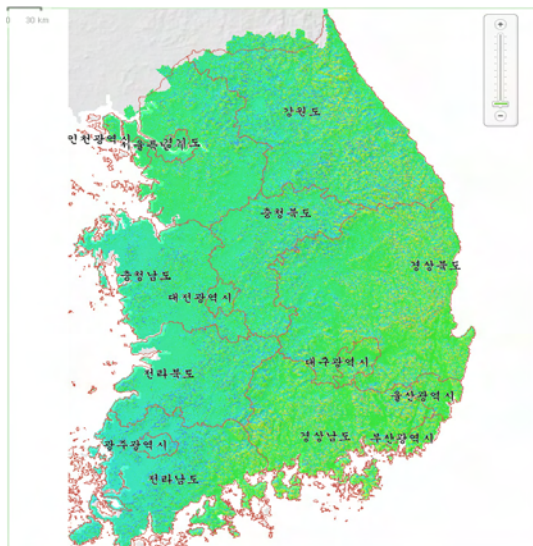 0 30 km
강원도
인천광역시
경기도
충청북도
경상북도
충청남도
대전광역시
전라북도
대구광역시
울산광역시
경상남도
부산광역시
광주광역시
전라남도